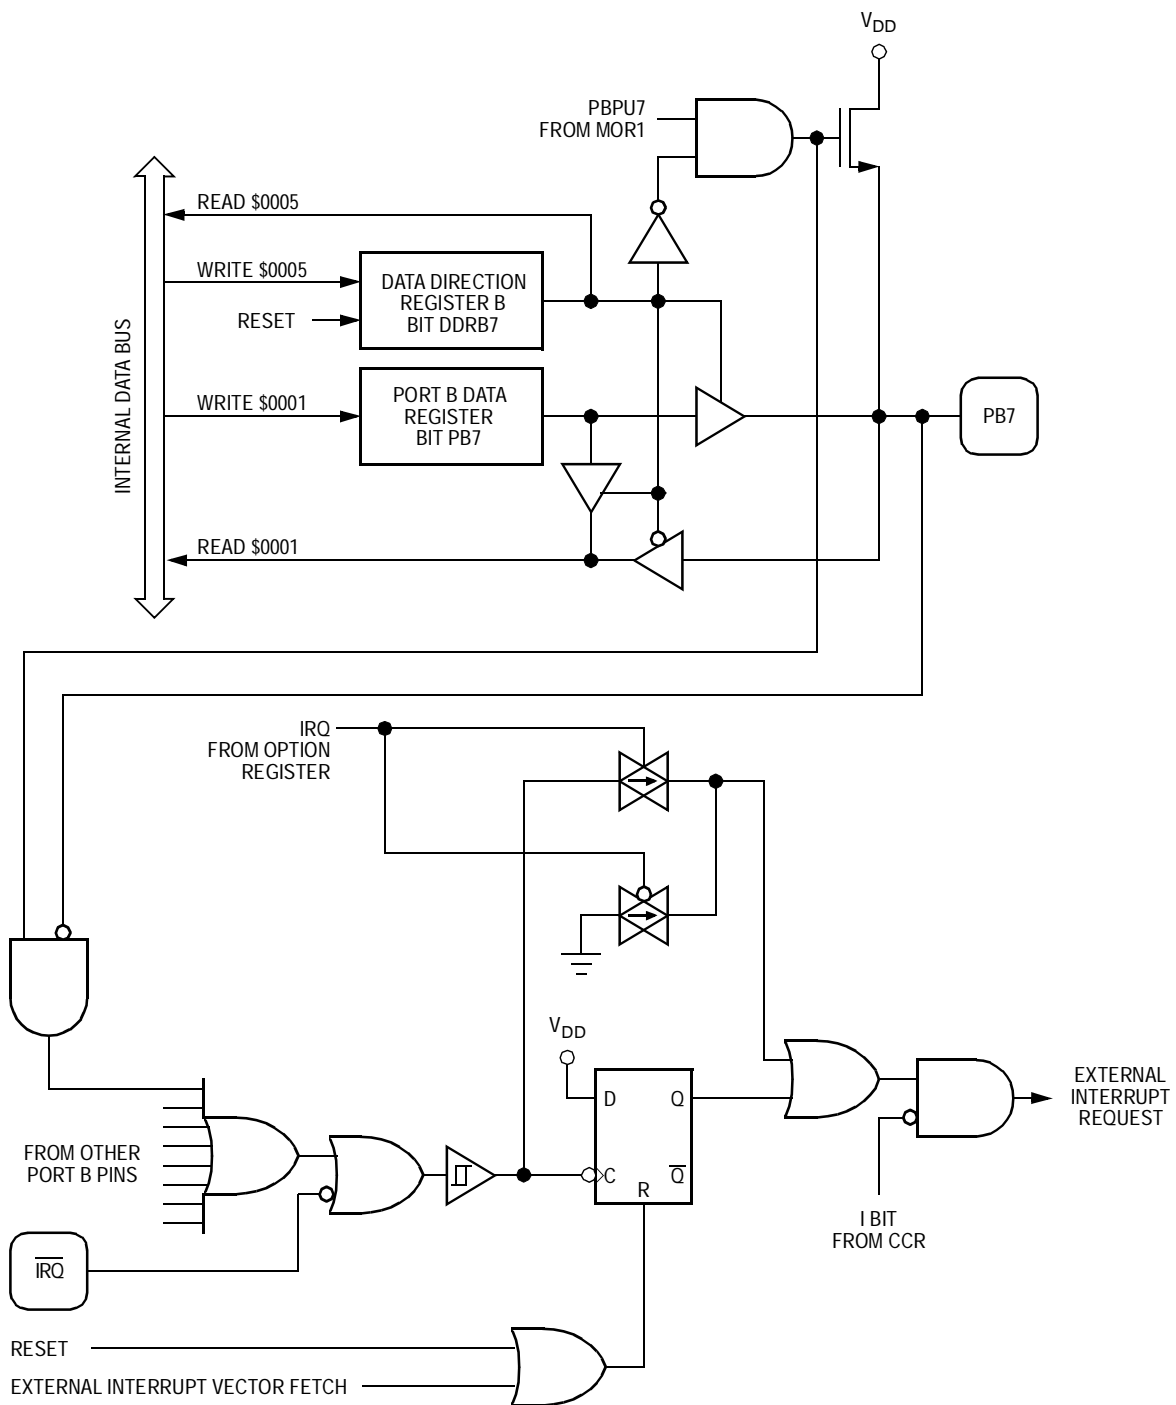 VDD
PBPU7
FROM MOR1
READ $0005
WRITE $0005
DATA DIRECTION
REGISTER B
BIT DDRB7
RESET
INTERNAL DATA BUS
WRITE $0001
PORT B DATA
REGISTER
BIT PB7
PB7
READ $0001
IRQ
FROM OPTION
REGISTER
VDD
D
Q
C
Q̅
R
EXTERNAL
INTERRUPT
REQUEST
FROM OTHER
PORT B PINS
I BIT
FROM CCR
I̅R̅Q̅
RESET
EXTERNAL INTERRUPT VECTOR FETCH